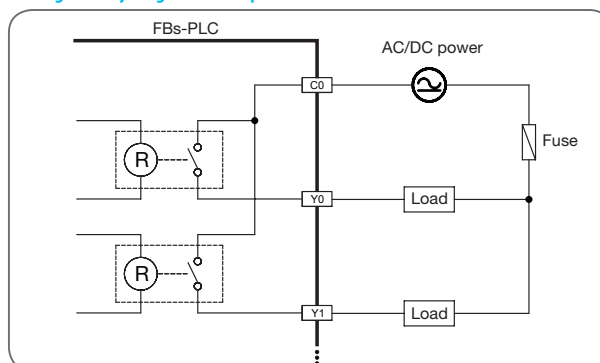 FBs-PLC
AC/DC power
C0
Fuse
R
Y0
Load
R
Y1
Load